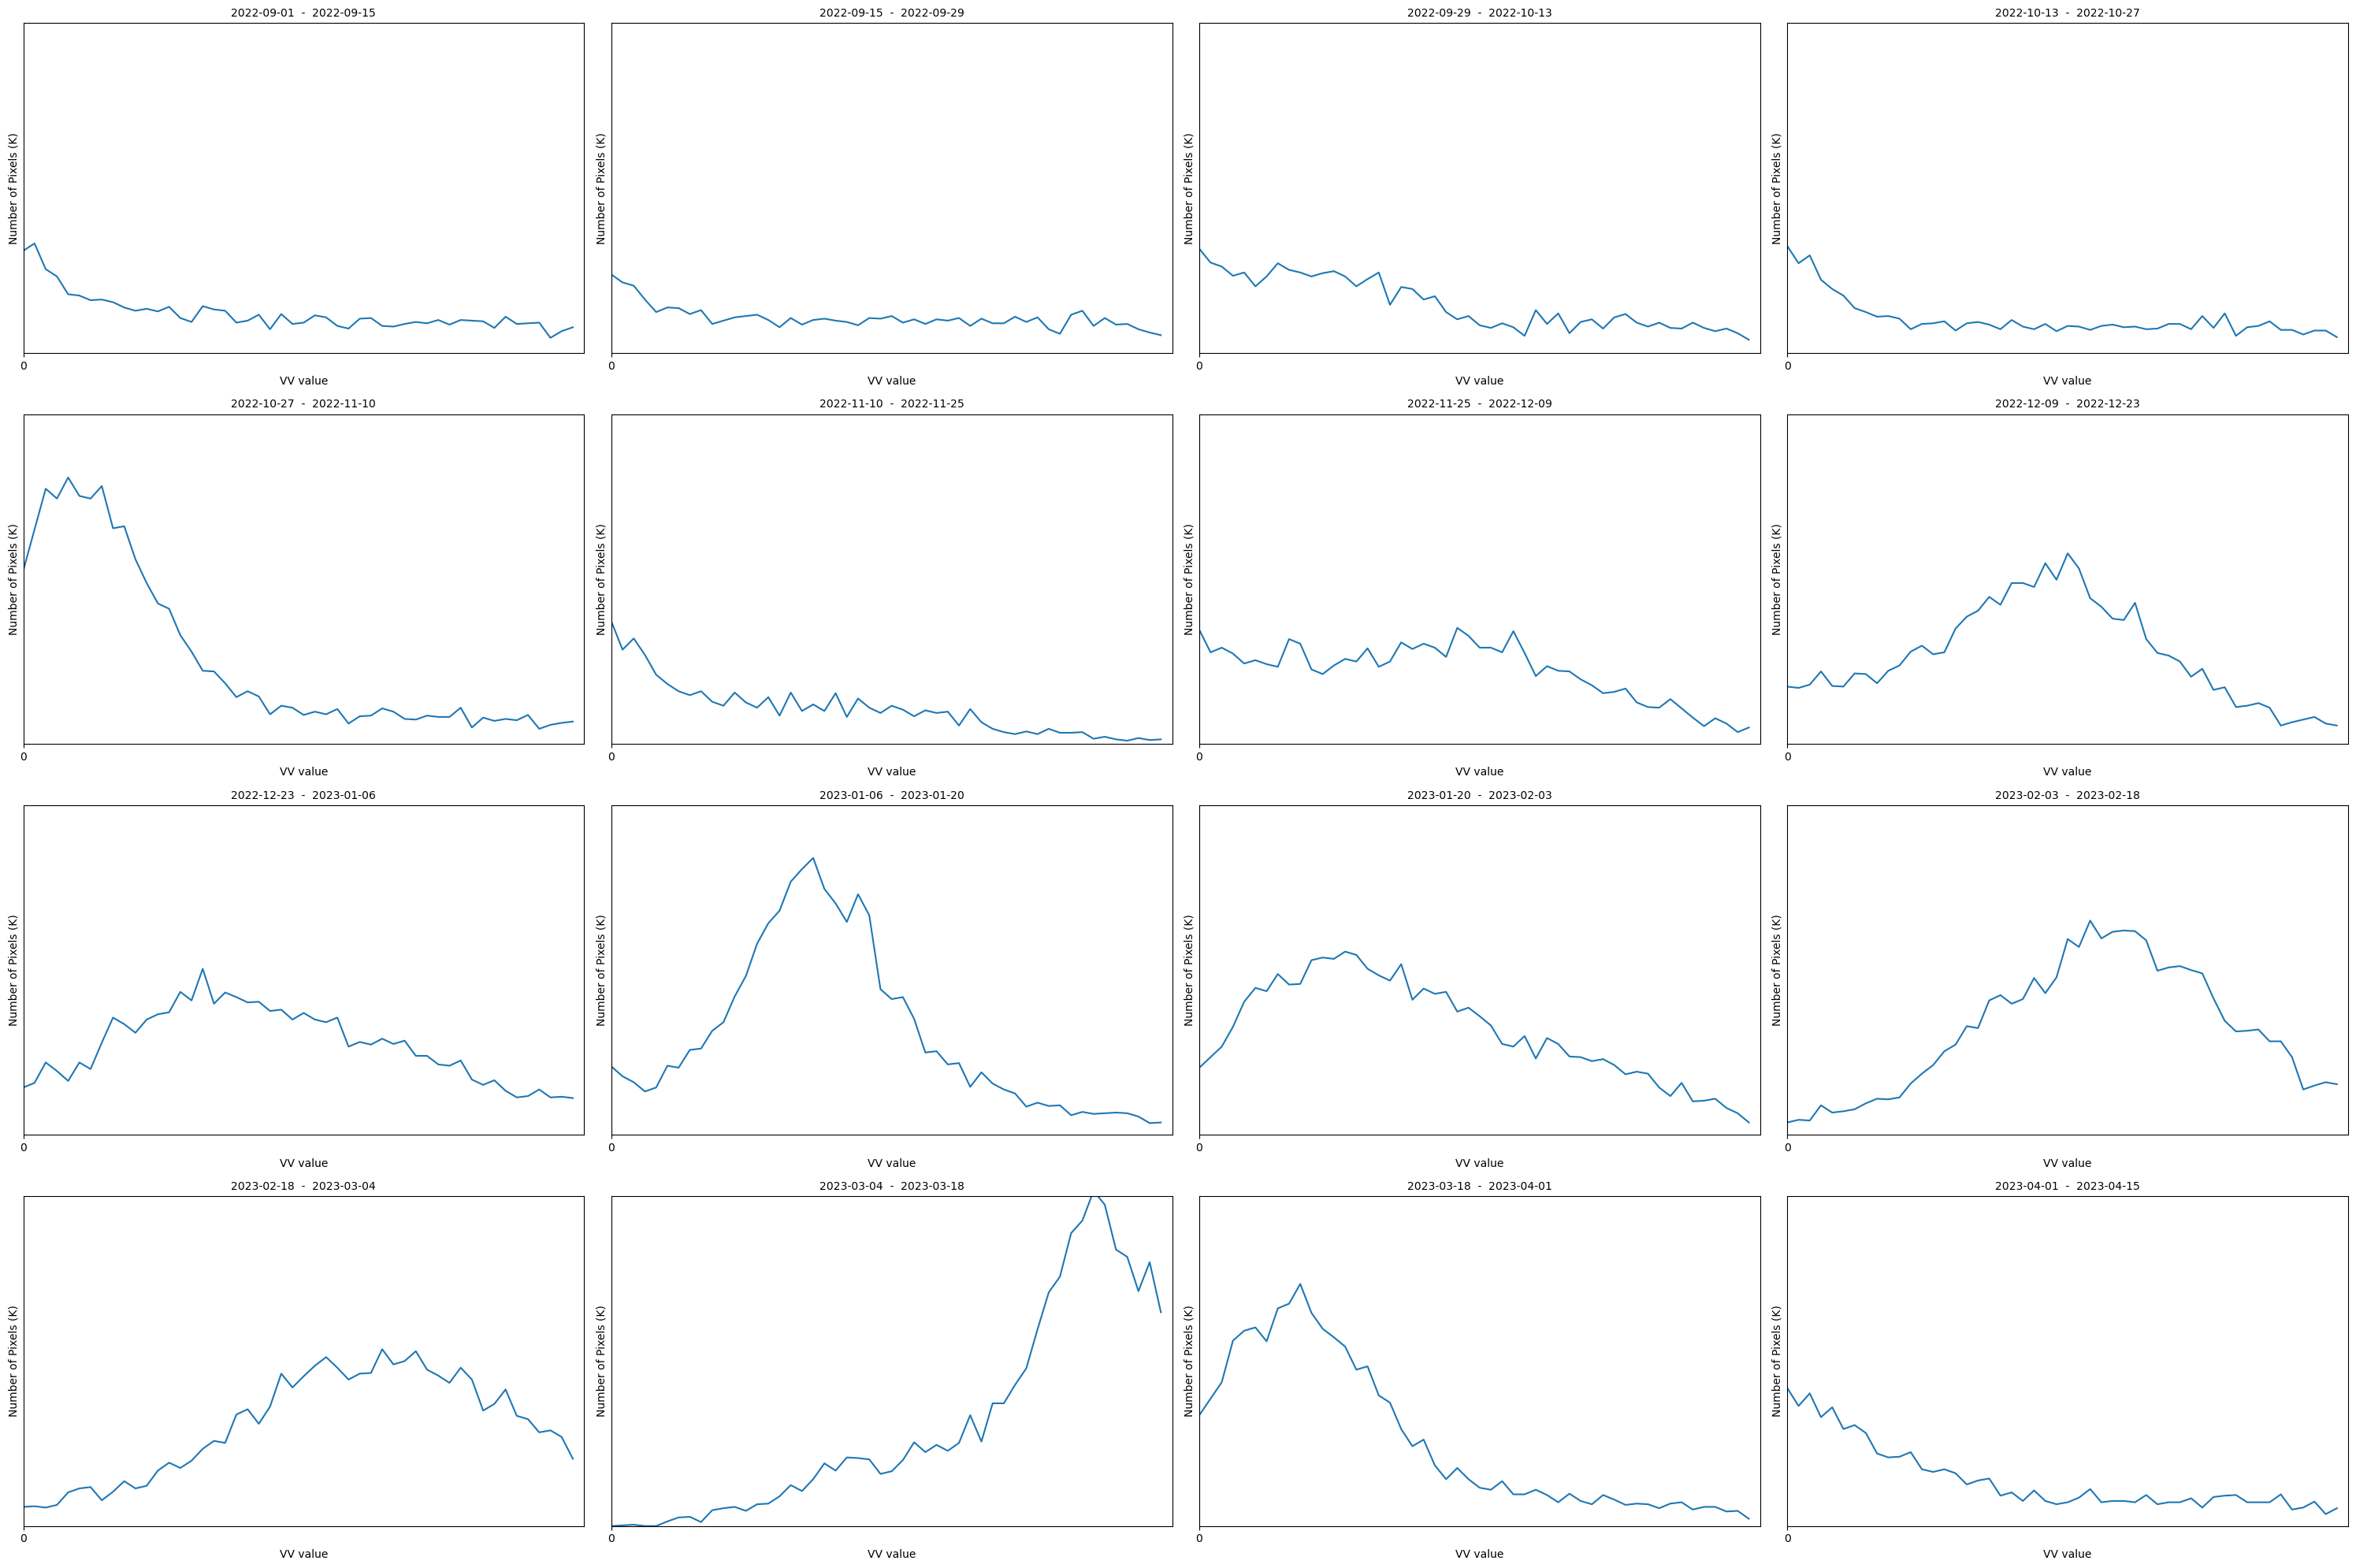 2022-09-01 - 2022-09-15
Number of Pixels (K)
0
VV value
2022-09-15 - 2022-09-29
Number of Pixels (K)
0
VV value
2022-09-29 - 2022-10-13
Number of Pixels (K)
0
VV value
2022-10-13 - 2022-10-27
Number of Pixels (K)
0
VV value
2022-10-27 - 2022-11-10
Number of Pixels (K)
0
VV value
2022-11-10 - 2022-11-25
Number of Pixels (K)
0
VV value
2022-11-25 - 2022-12-09
Number of Pixels (K)
0
VV value
2022-12-09 - 2022-12-23
Number of Pixels (K)
0
VV value
2022-12-23 - 2023-01-06
Number of Pixels (K)
0
VV value
2023-01-06 - 2023-01-20
Number of Pixels (K)
0
VV value
2023-01-20 - 2023-02-03
Number of Pixels (K)
0
VV value
2023-02-03 - 2023-02-18
Number of Pixels (K)
0
VV value
2023-02-18 - 2023-03-04
Number of Pixels (K)
0
VV value
2023-03-04 - 2023-03-18
Number of Pixels (K)
0
VV value
2023-03-18 - 2023-04-01
Number of Pixels (K)
0
VV value
2023-04-01 - 2023-04-15
Number of Pixels (K)
0
VV value